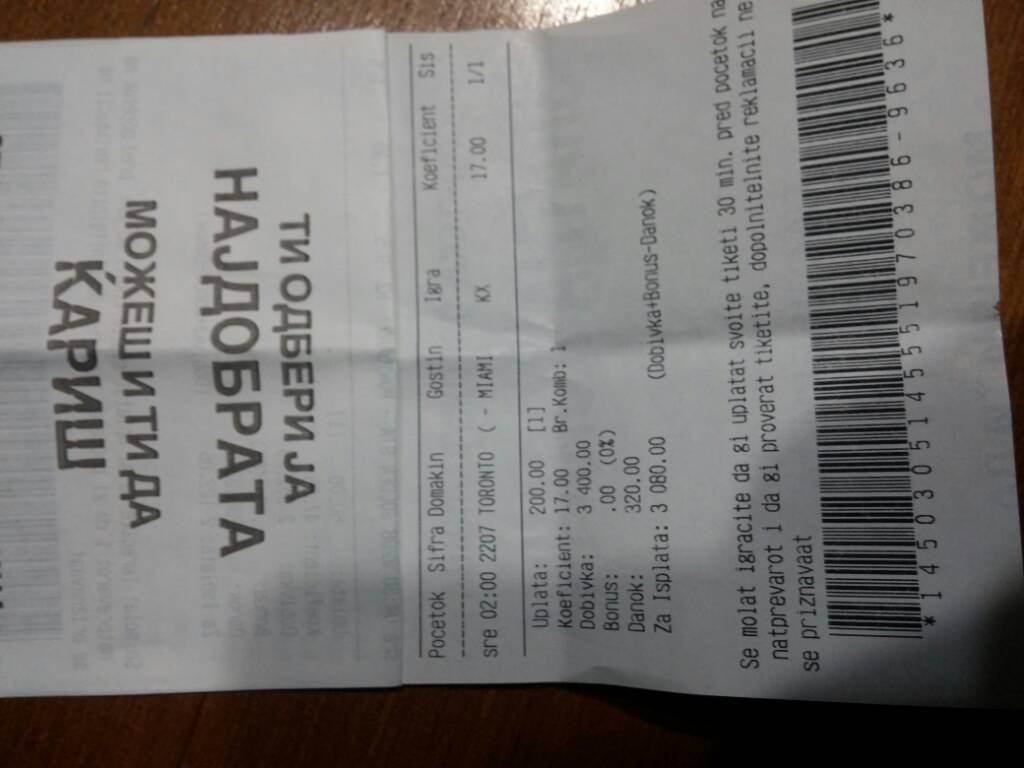 КАРИШ
МОЖЕШ И ТИ ДА
НАЈДОБРАТА
ТИ ОДБЕРИ ЈА
Pocetok Sifra Domakin Gostin Igra Koeficient Sis
sre 02:00 2207 TORONTO ( - MIAMI KX 17.00 1/1
Uplata: 200.00 [1]
Koeficient: 17.00 Br.Komb: 1
Dobivka: 3 400.00
Bonus: .00 (0%)
Danok: 320.00
Za Isplata: 3 080.00 (Dobivka+Bonus-Danok)
Se molat igracite da gi uplatat svoite tiketi 30 min. pred pocetok na
natprevarot i da gi proverat tiketite, dopolnitelnite reklamacii ne
se priznavaat
*145030514551970386-9636*